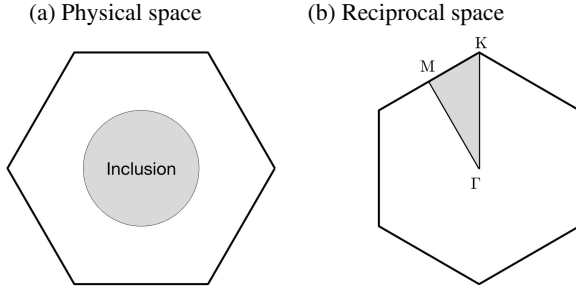 (a) Physical space
(b) Reciprocal space
K
M
Inclusion
Γ